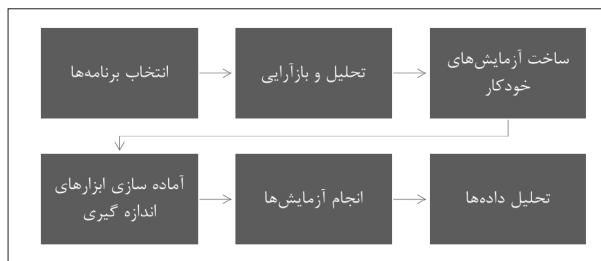 انتخاب برنامه‌ها
تحلیل و بازآرایی
ساخت آزمایش‌های
خودکار
آماده سازی ابزارهای
اندازه گیری
انجام آزمایش‌ها
تحلیل داده‌ها